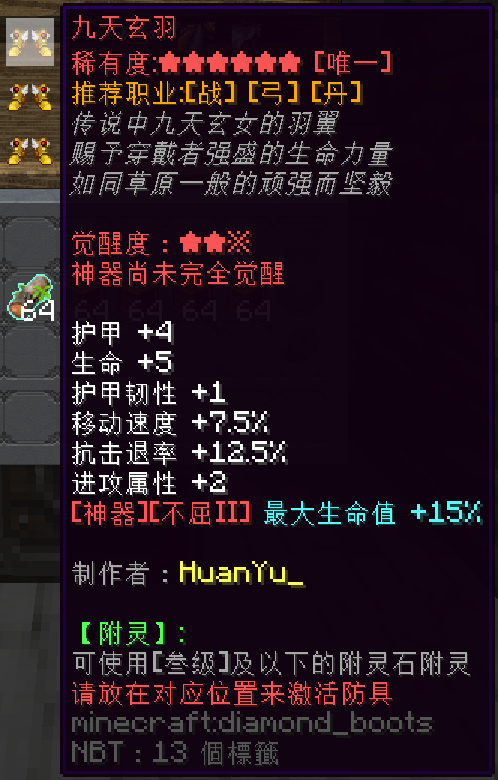 九天玄羽
稀有度:★★★★★★ [唯一]
推荐职业:[战] [弓] [丹]
传说中九天玄女的羽翼
赐予穿戴者强盛的生命力量
如同草原一般的顽强而坚毅
觉醒度：★★※
神器尚未完全觉醒
64
64 64 64 64
护甲 +4
生命 +5
护甲韧性 +1
移动速度 +7.5%
抗击退率 +12.5%
进攻属性 +2
[神器][不屈II] 最大生命值 +15%
制作者：HuanYu_
【附灵】:
可使用[叁级]及以下的附灵石附灵
请放在对应位置来激活防具
minecraft:diamond_boots
NBT：13 個標籤